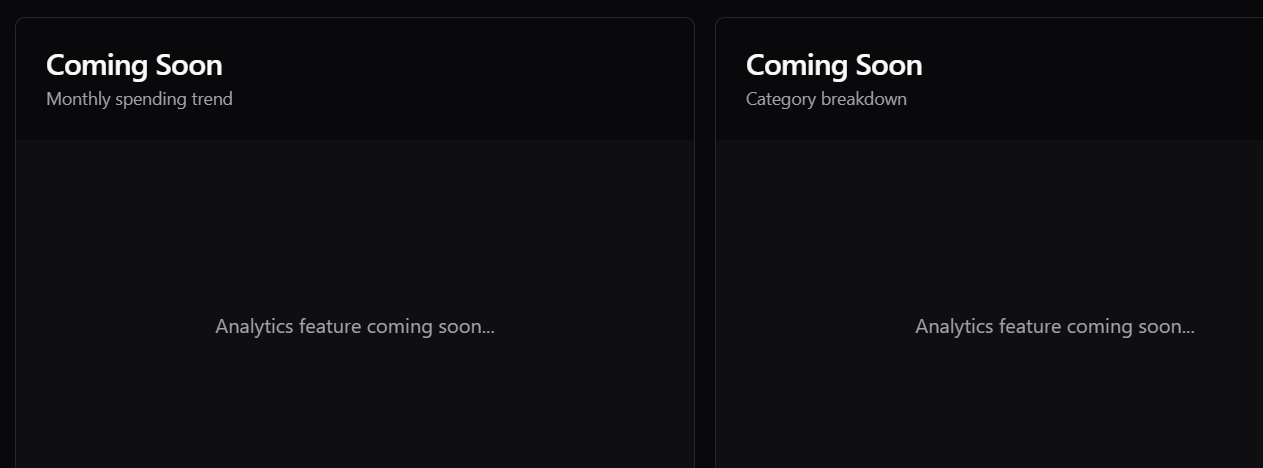 Coming Soon
Monthly spending trend
Analytics feature coming soon...
Coming Soon
Category breakdown
Analytics feature coming soon...